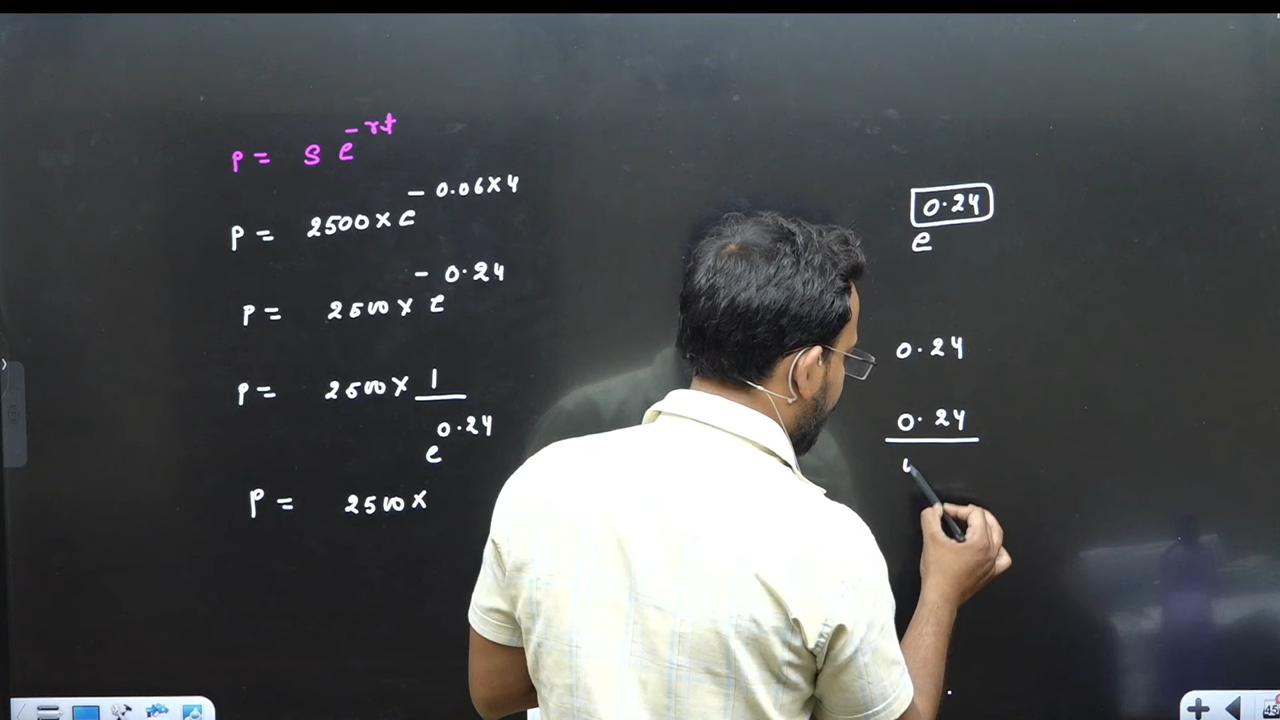 P = S e^-rt
P = 2500 × e^-0.06×4
P = 2500 × e^-0.24
P = 2500 × 1/e^0.24
P = 2500 ×
e^0.24
0.24
0.24